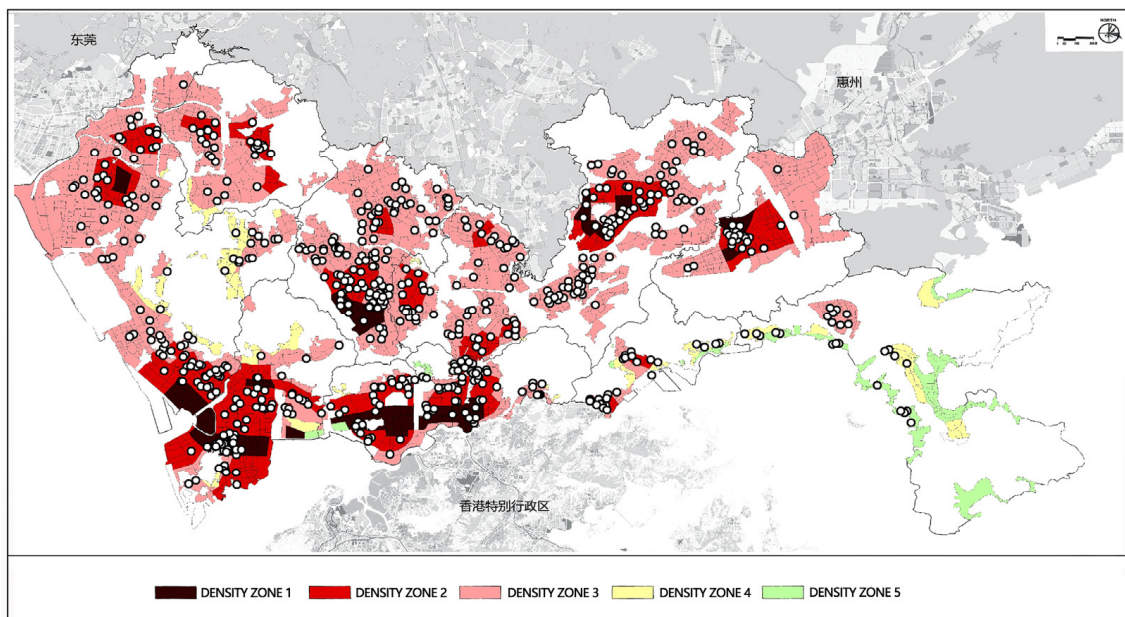 东莞
NORTH
惠州
香港特别行政区
DENSITY ZONE 1
DENSITY ZONE 2
DENSITY ZONE 3
DENSITY ZONE 4
DENSITY ZONE 5